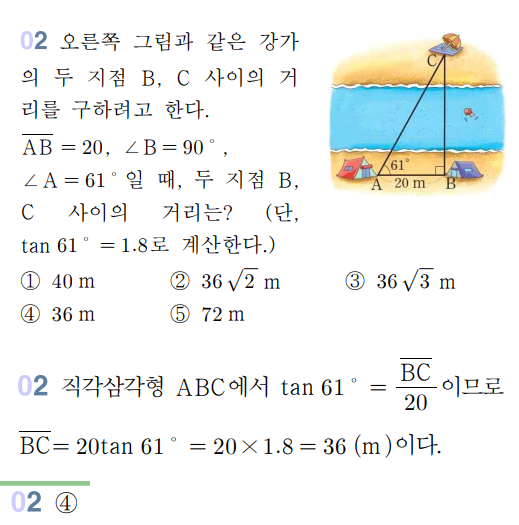 02 오른쪽 그림과 같은 강가
의 두 지점 B, C 사이의 거
리를 구하려고 한다.
$\overline{AB}$ = 20, ∠B = 90°,
∠A = 61°일 때, 두 지점 B,
C 사이의 거리는? (단,
tan 61° = 1.8로 계산한다.)
C
61°
A 20 m B
① 40 m ② 36√2 m ③ 36√3 m
④ 36 m ⑤ 72 m
02 직각삼각형 ABC에서 tan 61° = $\frac{\overline{BC}}{20}$ 이므로
$\overline{BC}$ = 20tan 61° = 20×1.8 = 36 (m)이다.
02 ④